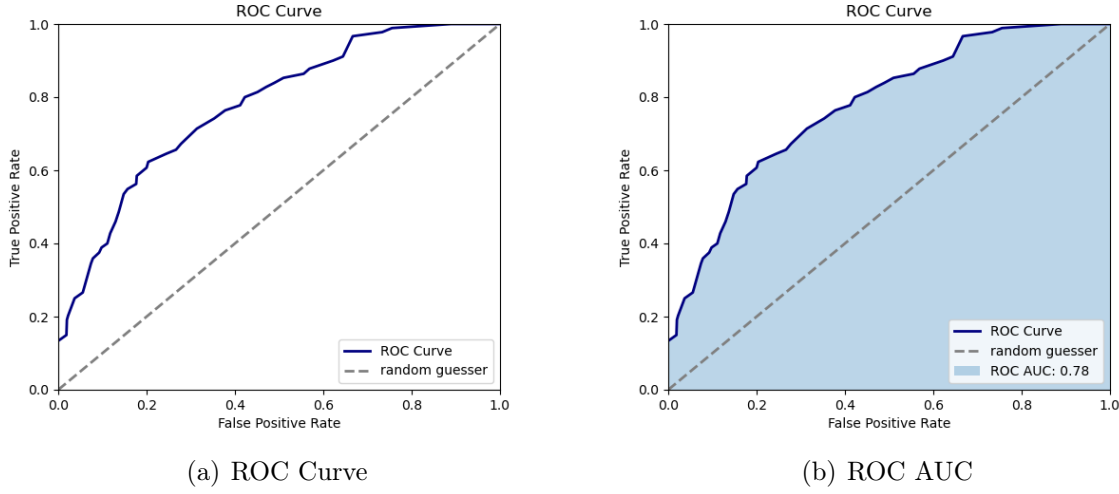 ROC Curve
1.0
0.8
0.6
0.4
0.2
0.0
True Positive Rate
ROC Curve
random guesser
0.0 0.2 0.4 0.6 0.8 1.0
False Positive Rate
(a) ROC Curve
ROC Curve
1.0
0.8
0.6
0.4
0.2
0.0
True Positive Rate
ROC Curve
random guesser
ROC AUC: 0.78
0.0 0.2 0.4 0.6 0.8 1.0
False Positive Rate
(b) ROC AUC